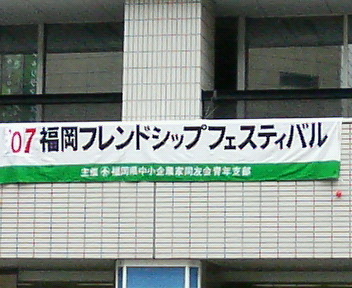 '07 福岡フレンドシップフェスティバル
主催 福岡県中小企業家同友会青年支部